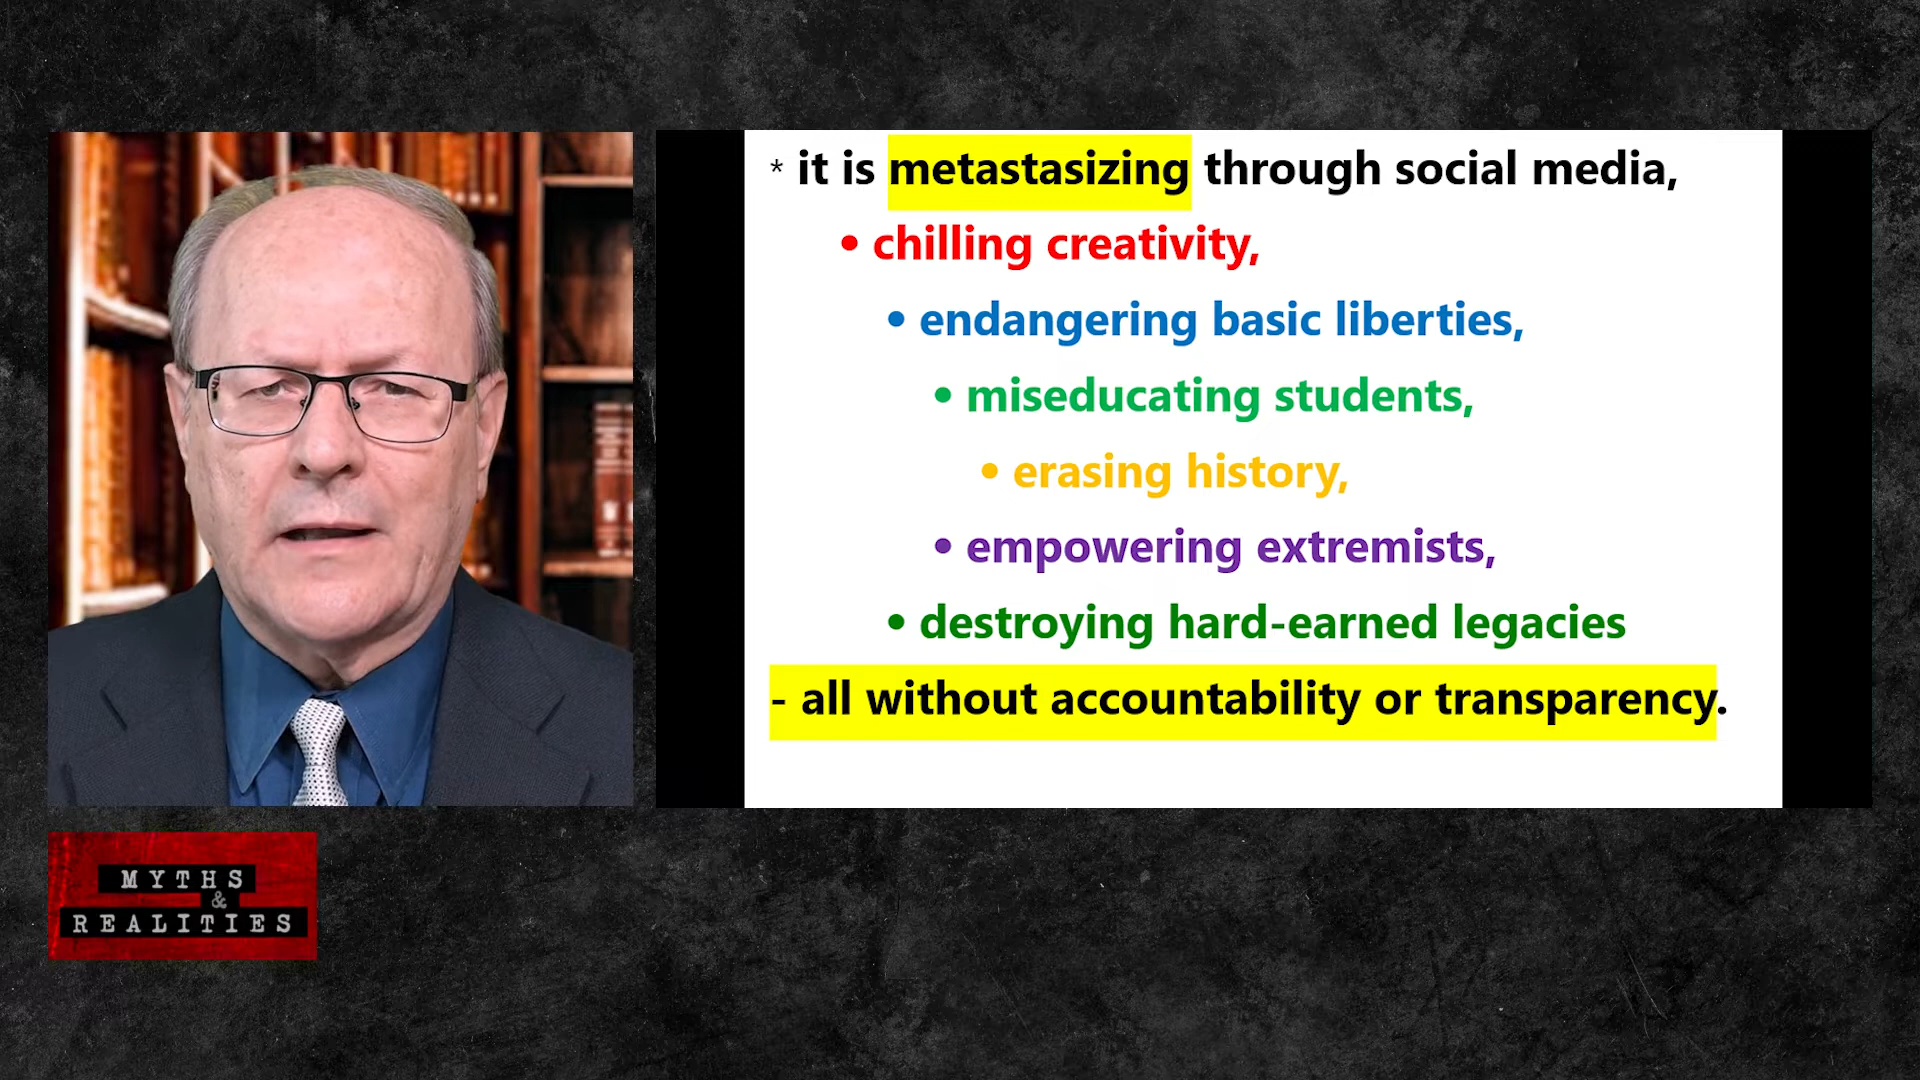 * it is metastasizing through social media,
• chilling creativity,
• endangering basic liberties,
• miseducating students,
• erasing history,
• empowering extremists,
• destroying hard-earned legacies
- all without accountability or transparency.
MYTHS
&
REALITIES